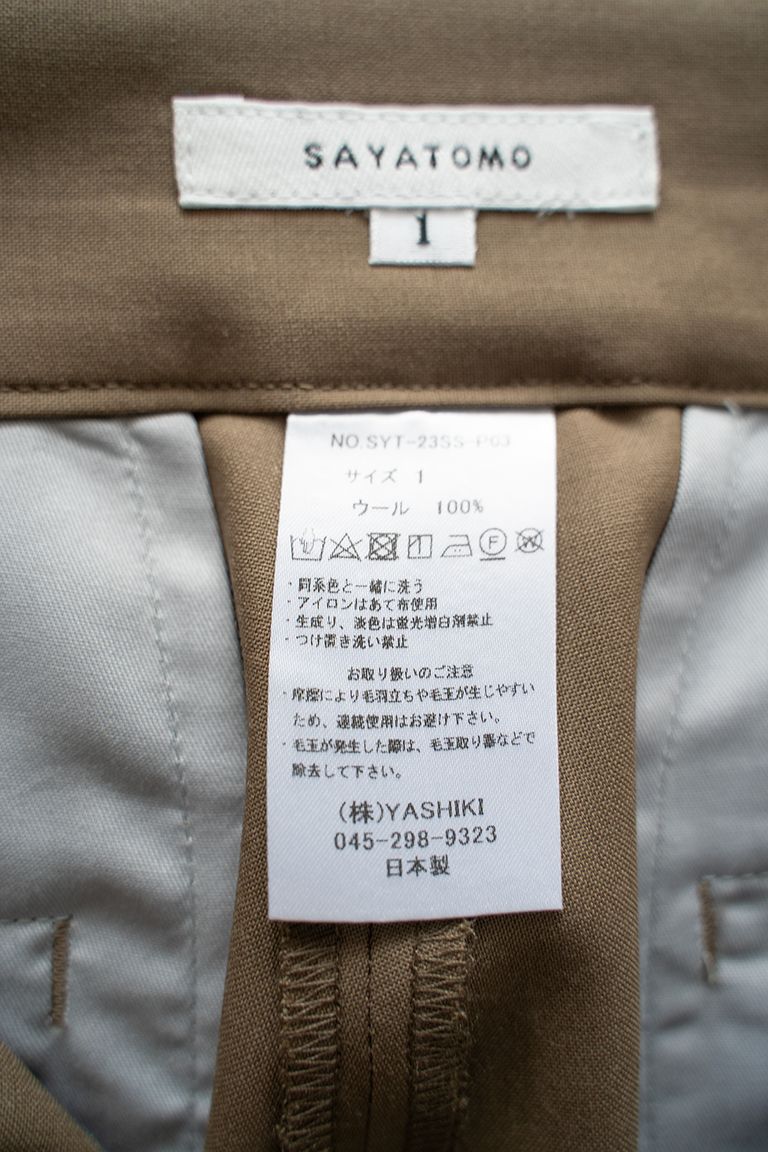 SAYATOMO
1
NO.SYT-23SS-P03
サイズ 1
ウール 100%
F W
・同系色と一緒に洗う
・アイロンはあて布使用
・生成り、淡色は蛍光増白剤禁止
・つけ置き洗い禁止
お取り扱いのご注意
・摩擦により毛羽立ちや毛玉が生じやすい
ため、連続使用はお避け下さい。
・毛玉が発生した際は、毛玉取り器などで
除去して下さい。
(株)YASHIKI
045-298-9323
日本製